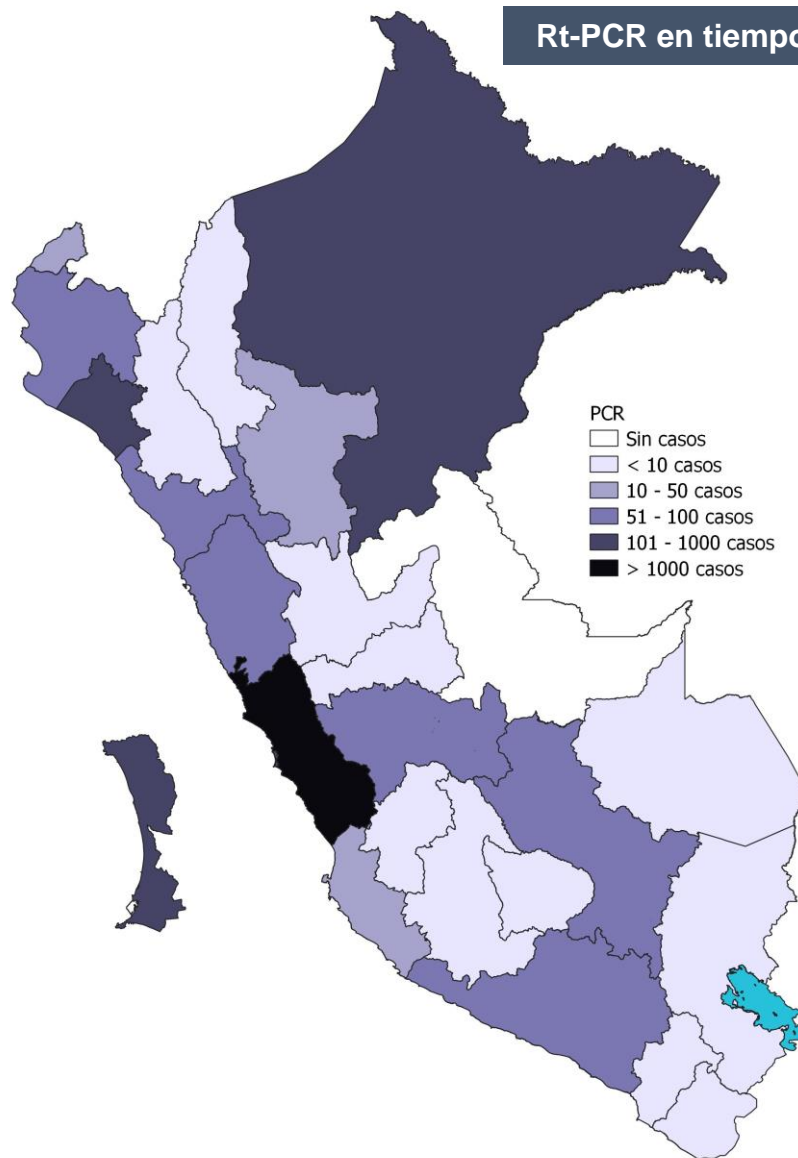 Rt-PCR en tiempo
PCR
Sin casos
< 10 casos
10 - 50 casos
51 - 100 casos
101 - 1000 casos
> 1000 casos